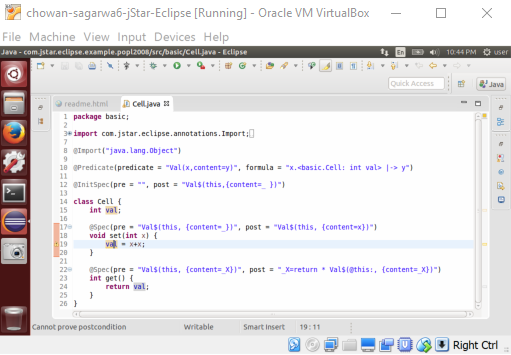 chowan-sagarwa6-jStar-Eclipse [Running] - Oracle VM VirtualBox
File Machine View Input Devices Help
Java - com.jstar.eclipse.example.popl2008/src/basic/Cell.java - Eclipse
En
10:44 PM
user
Quick Access
Java
readme.html
Cell.java
1 package basic;
2
3 import com.jstar.eclipse.annotations.Import;
8
9 @Import("java.lang.Object")
10 @Predicate(predicate = "Val(x,content=y)", formula = "x.<basic.Cell: int val> |-> y")
11
12 @InitSpec(pre = "", post = "Val$(this,{content=_ })")
13
14 class Cell {
15 int val;
16
17 @Spec(pre = "Val$(this, {content=_})", post = "Val$(this, {content=x})")
18 void set(int x) {
19 val = x+x;
20 }
21
22 @Spec(pre = "Val$(this, {content=_X})", post = "_X=return * Val$(@this:, {content=_X})")
23 int get() {
24 return val;
25 }
26 }
Cannot prove postcondition
Writable
Smart Insert
19 : 11
Right Ctrl